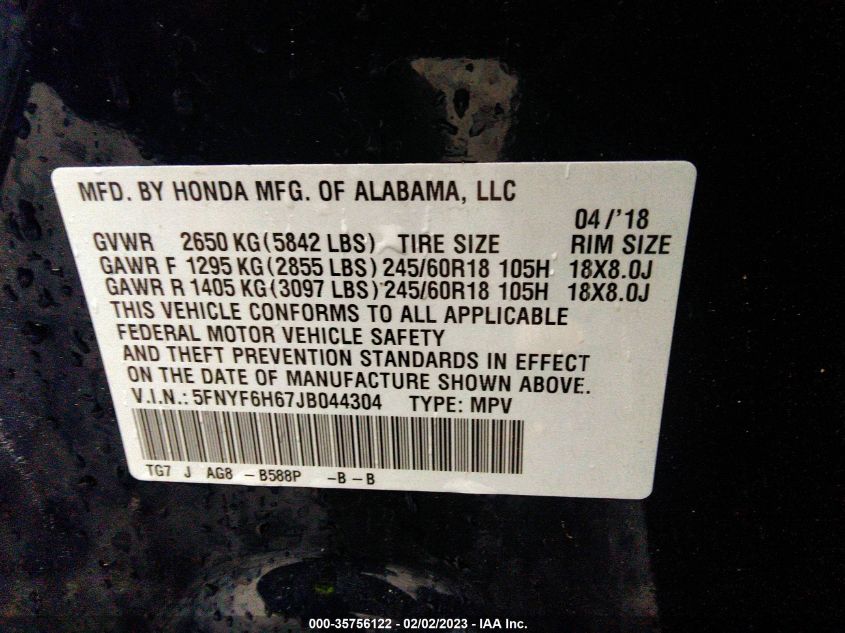 MFD. BY HONDA MFG. OF ALABAMA, LLC
04/'18
GVWR 2650 KG(5842 LBS) TIRE SIZE RIM SIZE
GAWR F 1295 KG(2855 LBS) 245/60R18 105H 18X8.0J
GAWR R 1405 KG(3097 LBS) 245/60R18 105H 18X8.0J
THIS VEHICLE CONFORMS TO ALL APPLICABLE
FEDERAL MOTOR VEHICLE SAFETY
AND THEFT PREVENTION STANDARDS IN EFFECT
ON THE DATE OF MANUFACTURE SHOWN ABOVE.
V.I.N.: 5FNYF6H67JB044304 TYPE: MPV
TG7 J AG8 -B588P -B-B
000-35756122 - 02/02/2023 - IAA Inc.